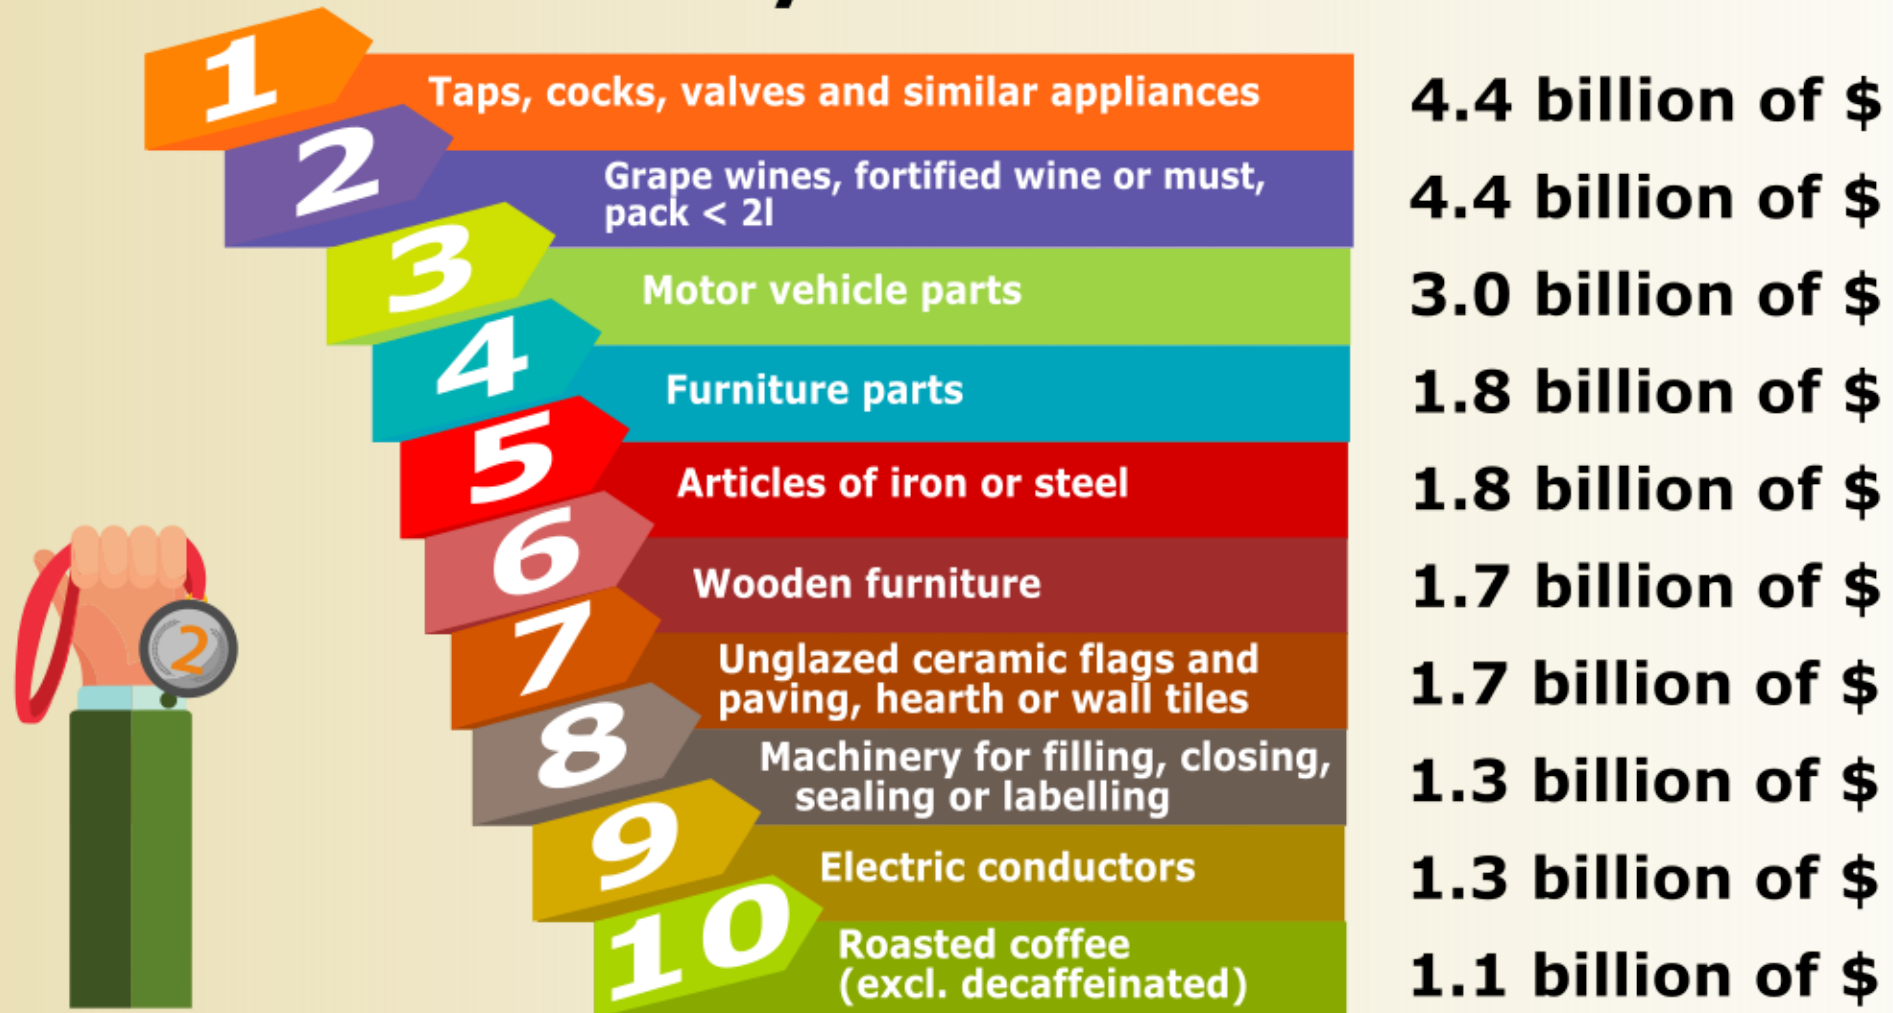 1
Taps, cocks, valves and similar appliances
4.4 billion of $
2
Grape wines, fortified wine or must,
pack < 2l
4.4 billion of $
3
Motor vehicle parts
3.0 billion of $
4
Furniture parts
1.8 billion of $
5
Articles of iron or steel
1.8 billion of $
6
Wooden furniture
1.7 billion of $
7
Unglazed ceramic flags and
paving, hearth or wall tiles
1.7 billion of $
8
Machinery for filling, closing,
sealing or labelling
1.3 billion of $
9
Electric conductors
1.3 billion of $
10
Roasted coffee
(excl. decaffeinated)
1.1 billion of $
2